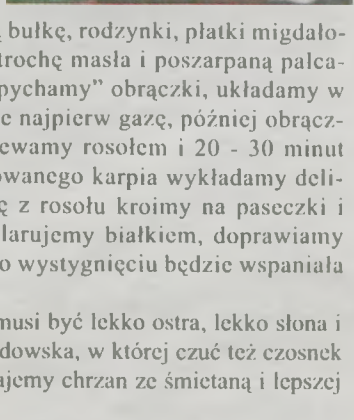 bułkę, rodzynki, płatki migdało-
trochę masła i poszarpaną palca-
pychamy” obrączki, układamy w
e najpierw gazę, później obrącz-
ewamy rosołem i 20 - 30 minut
owanego karpia wykładamy deli-
ę z rosołu kroimy na paseczki i
larujemy białkiem, doprawiamy
o wystygnięciu będzie wspaniała
musi być lekko ostra, lekko słona i
dowska, w której czuć też czosnek
ajemy chrzan ze śmietaną i lepszej